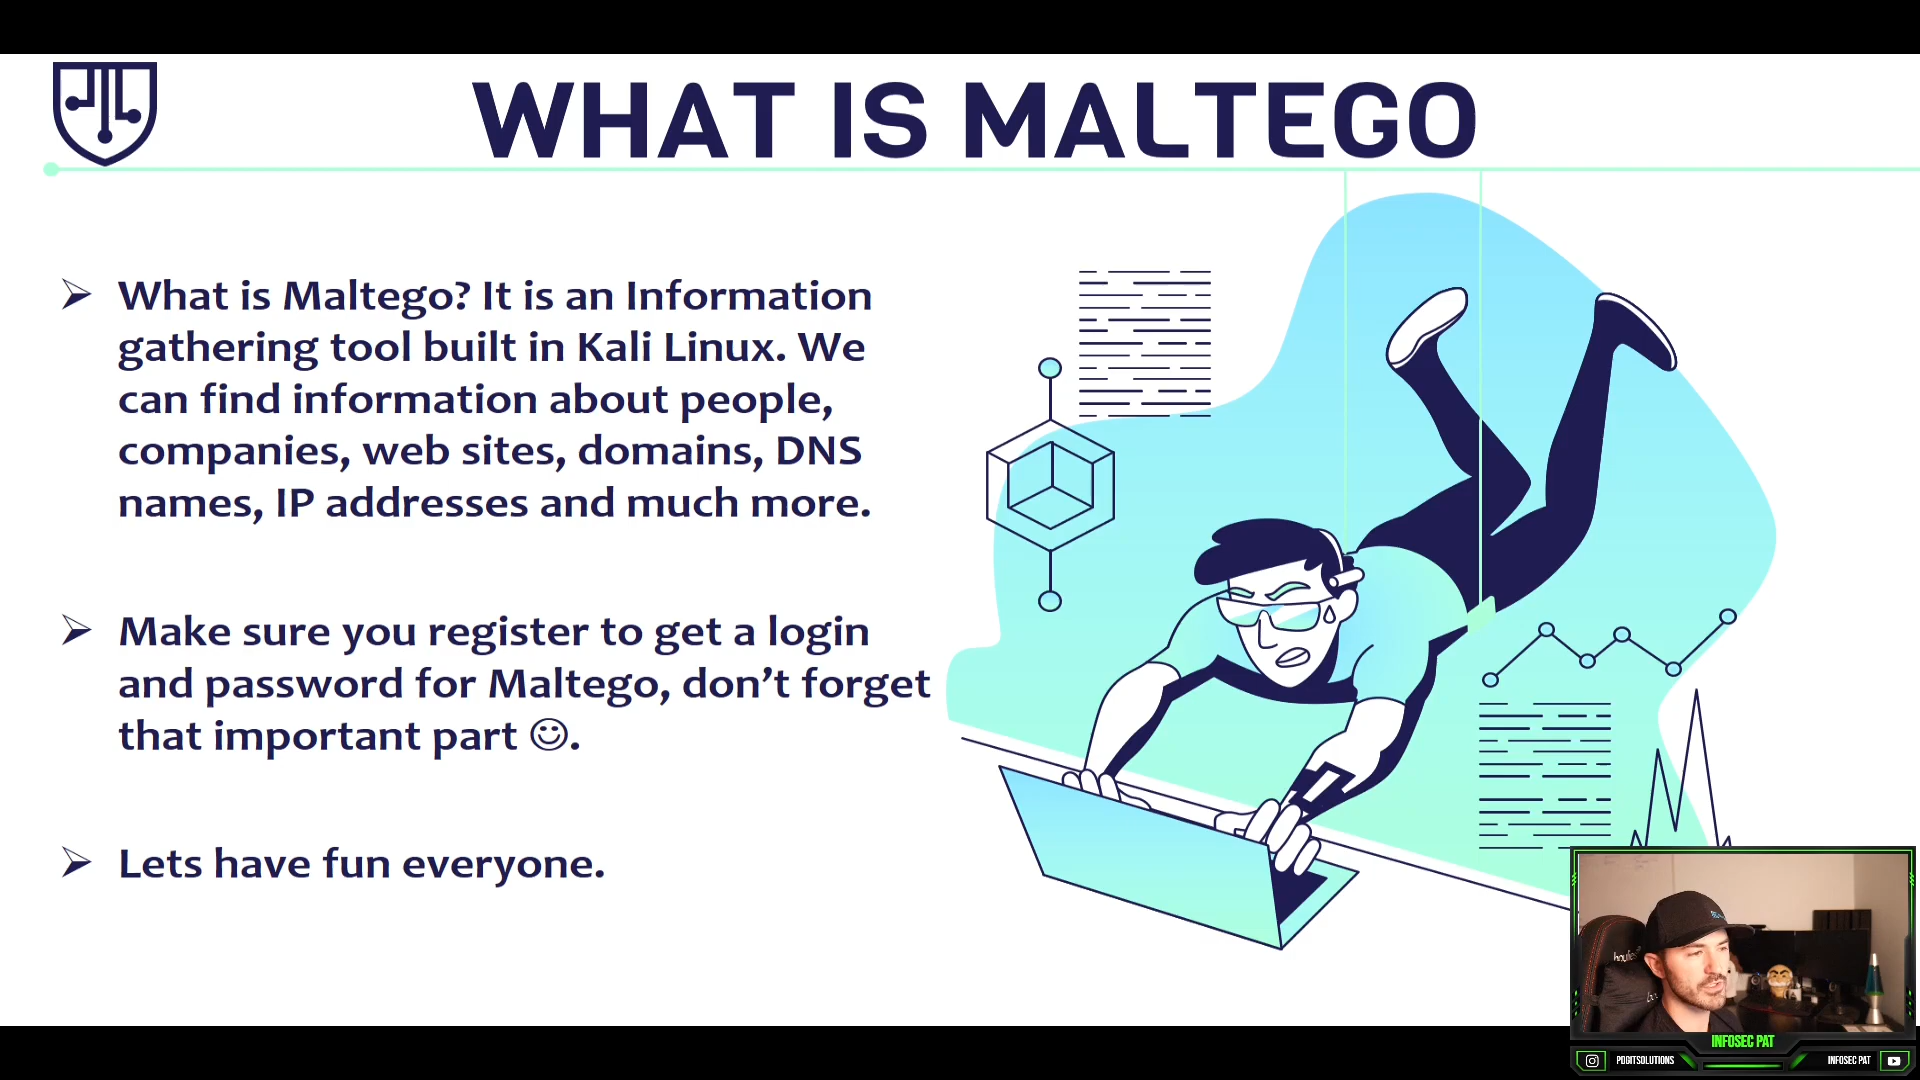 WHAT IS MALTEGO
What is Maltego? It is an Information
gathering tool built in Kali Linux. We
can find information about people,
companies, web sites, domains, DNS
names, IP addresses and much more.
Make sure you register to get a login
and password for Maltego, don’t forget
that important part ☺.
Lets have fun everyone.
INFOSEC PAT
PDDITSOLUTIONS
INFOSEC PAT